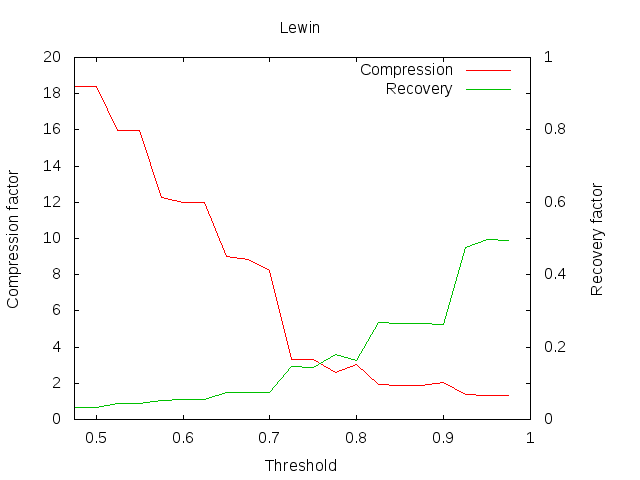 Lewin
Compression
Recovery
20
18
16
14
12
10
8
6
4
2
0
1
0.8
0.6
0.4
0.2
0
0.5 0.6 0.7 0.8 0.9 1
Compression factor
Recovery factor
Threshold